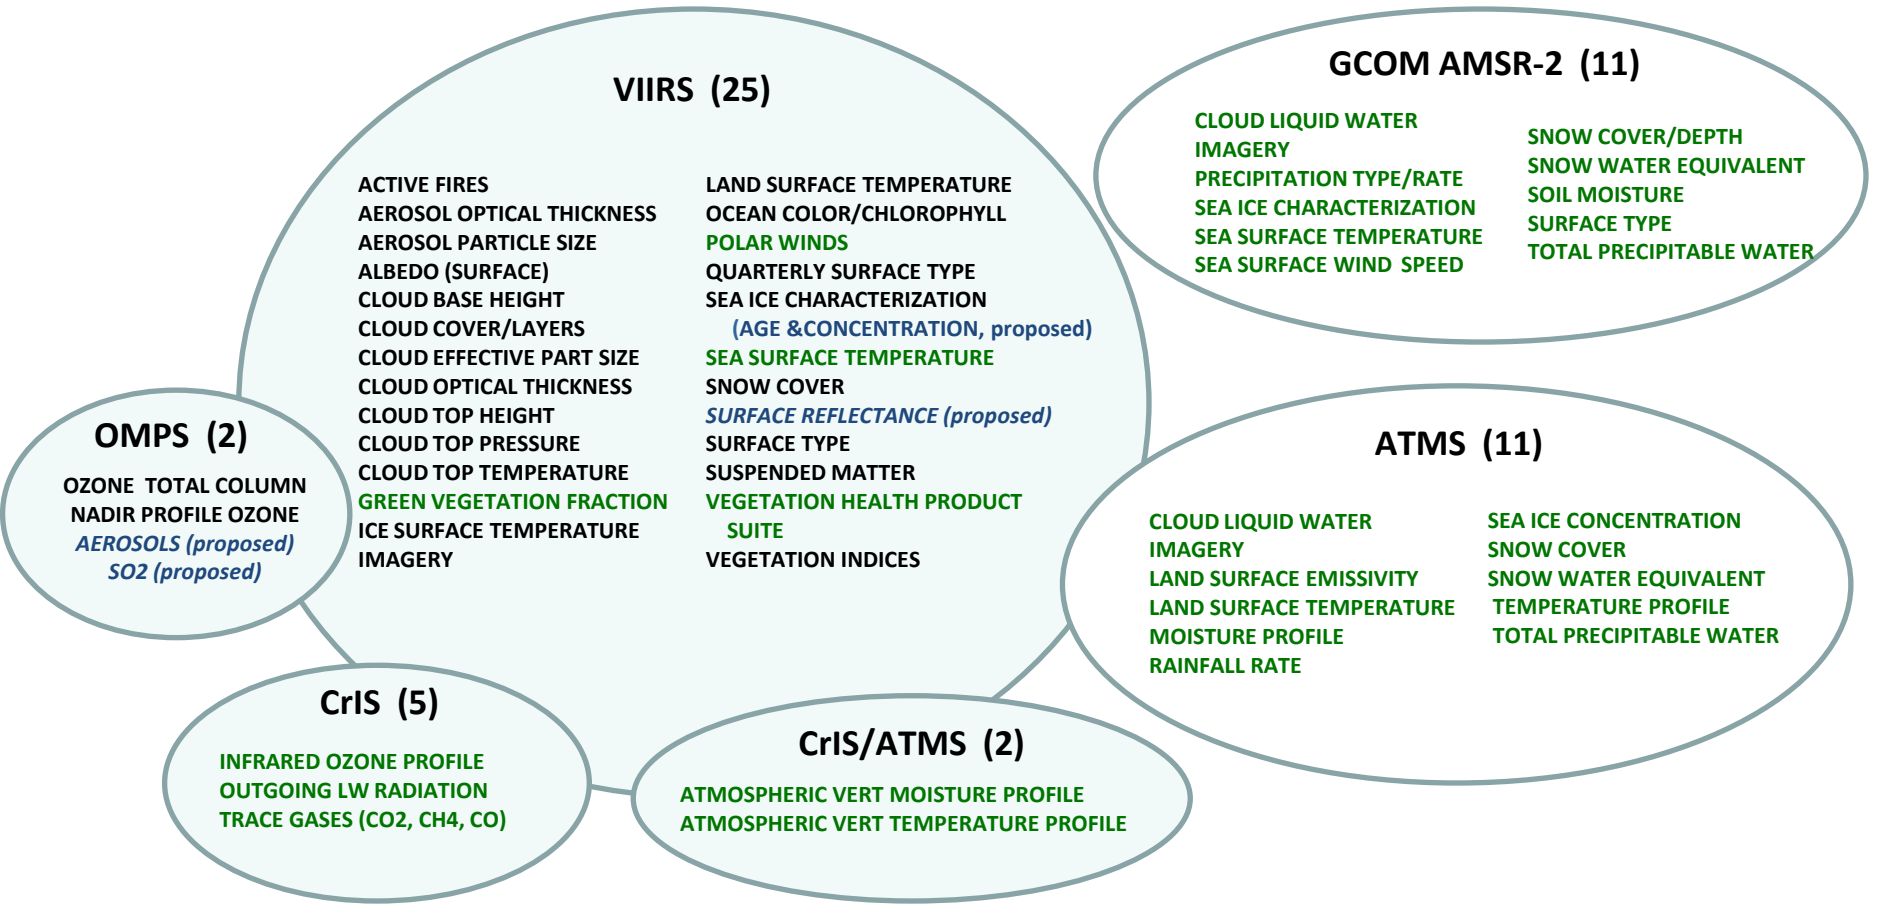 VIIRS (25)
ACTIVE FIRES
AEROSOL OPTICAL THICKNESS
AEROSOL PARTICLE SIZE
ALBEDO (SURFACE)
CLOUD BASE HEIGHT
CLOUD COVER/LAYERS
CLOUD EFFECTIVE PART SIZE
CLOUD OPTICAL THICKNESS
CLOUD TOP HEIGHT
CLOUD TOP PRESSURE
CLOUD TOP TEMPERATURE
GREEN VEGETATION FRACTION
ICE SURFACE TEMPERATURE
IMAGERY
LAND SURFACE TEMPERATURE
OCEAN COLOR/CHLOROPHYLL
POLAR WINDS
QUARTERLY SURFACE TYPE
SEA ICE CHARACTERIZATION
(AGE &CONCENTRATION, proposed)
SEA SURFACE TEMPERATURE
SNOW COVER
SURFACE REFLECTANCE (proposed)
SURFACE TYPE
SUSPENDED MATTER
VEGETATION HEALTH PRODUCT
SUITE
VEGETATION INDICES
GCOM AMSR-2 (11)
CLOUD LIQUID WATER
IMAGERY
PRECIPITATION TYPE/RATE
SEA ICE CHARACTERIZATION
SEA SURFACE TEMPERATURE
SEA SURFACE WIND SPEED
SNOW COVER/DEPTH
SNOW WATER EQUIVALENT
SOIL MOISTURE
SURFACE TYPE
TOTAL PRECIPITABLE WATER
OMPS (2)
OZONE TOTAL COLUMN
NADIR PROFILE OZONE
AEROSOLS (proposed)
SO2 (proposed)
ATMS (11)
CLOUD LIQUID WATER
IMAGERY
LAND SURFACE EMISSIVITY
LAND SURFACE TEMPERATURE
MOISTURE PROFILE
RAINFALL RATE
SEA ICE CONCENTRATION
SNOW COVER
SNOW WATER EQUIVALENT
TEMPERATURE PROFILE
TOTAL PRECIPITABLE WATER
CrIS (5)
INFRARED OZONE PROFILE
OUTGOING LW RADIATION
TRACE GASES (CO2, CH4, CO)
CrIS/ATMS (2)
ATMOSPHERIC VERT MOISTURE PROFILE
ATMOSPHERIC VERT TEMPERATURE PROFILE